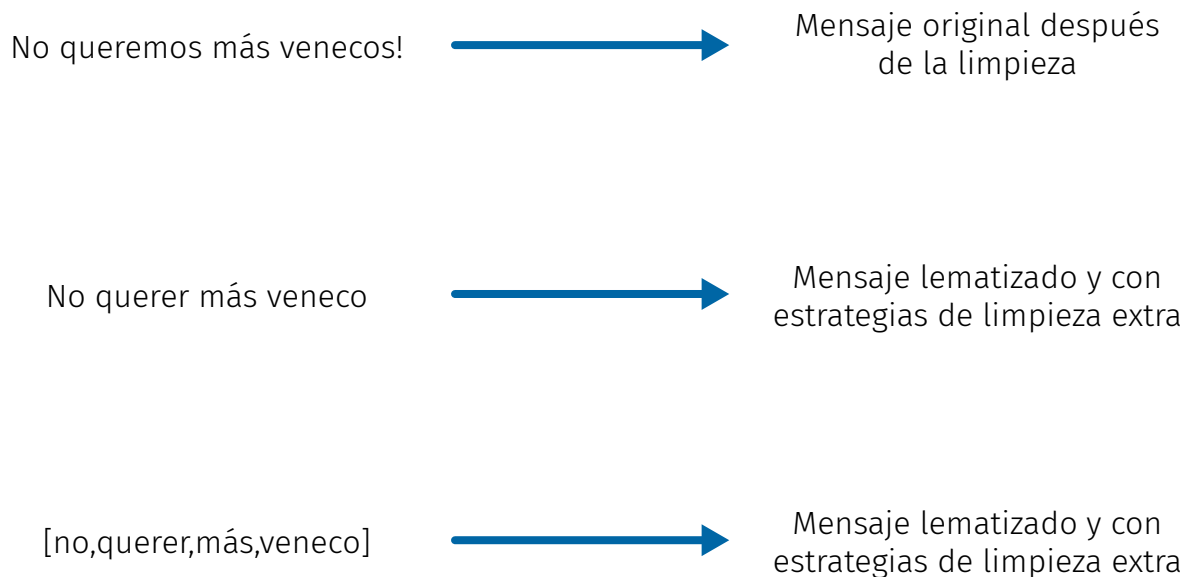 No queremos más venecos!
Mensaje original después
de la limpieza
No querer más veneco
Mensaje lematizado y con
estrategias de limpieza extra
[no,querer,más,veneco]
Mensaje lematizado y con
estrategias de limpieza extra